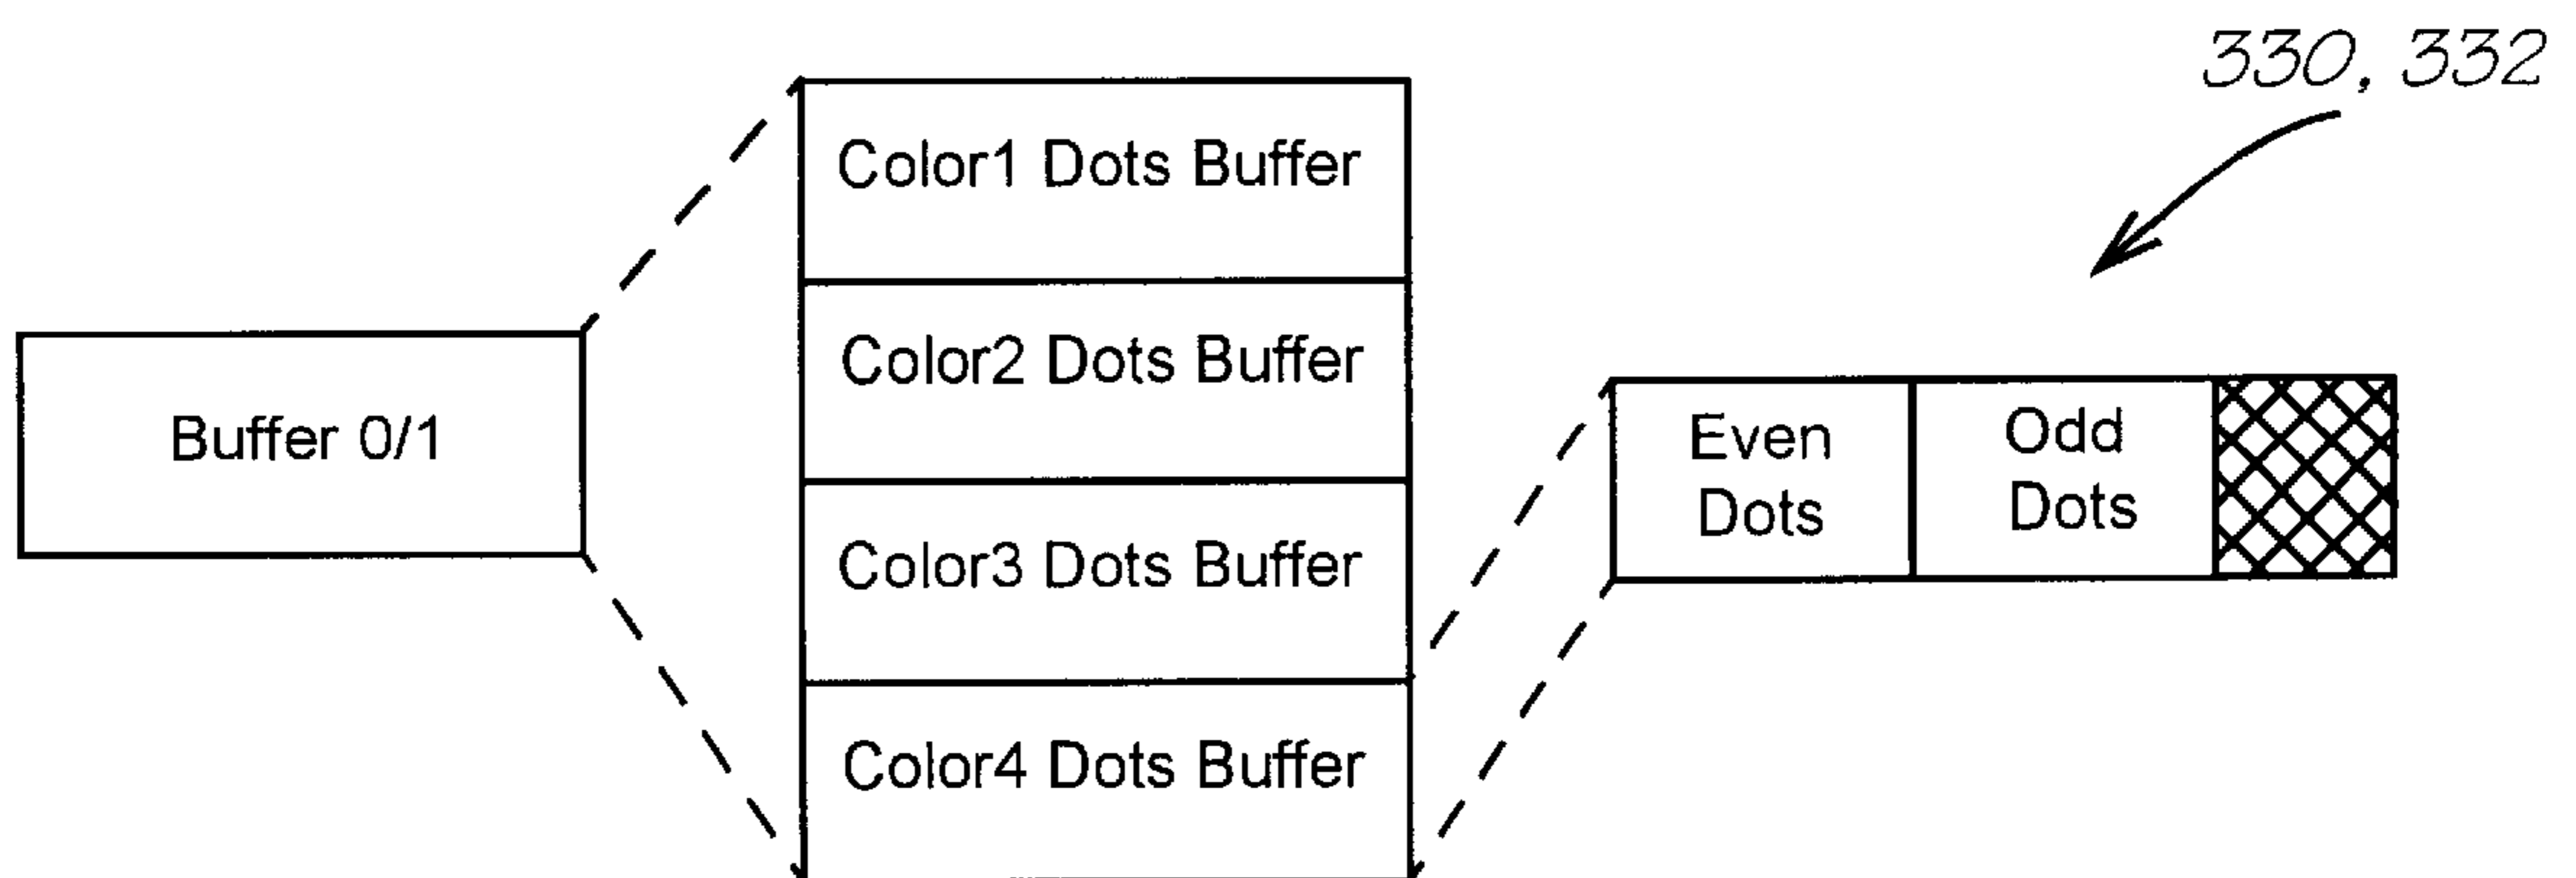 330, 332
Color1 Dots Buffer
Color2 Dots Buffer
Buffer 0/1
Color3 Dots Buffer
Color4 Dots Buffer
Even
Dots
Odd
Dots